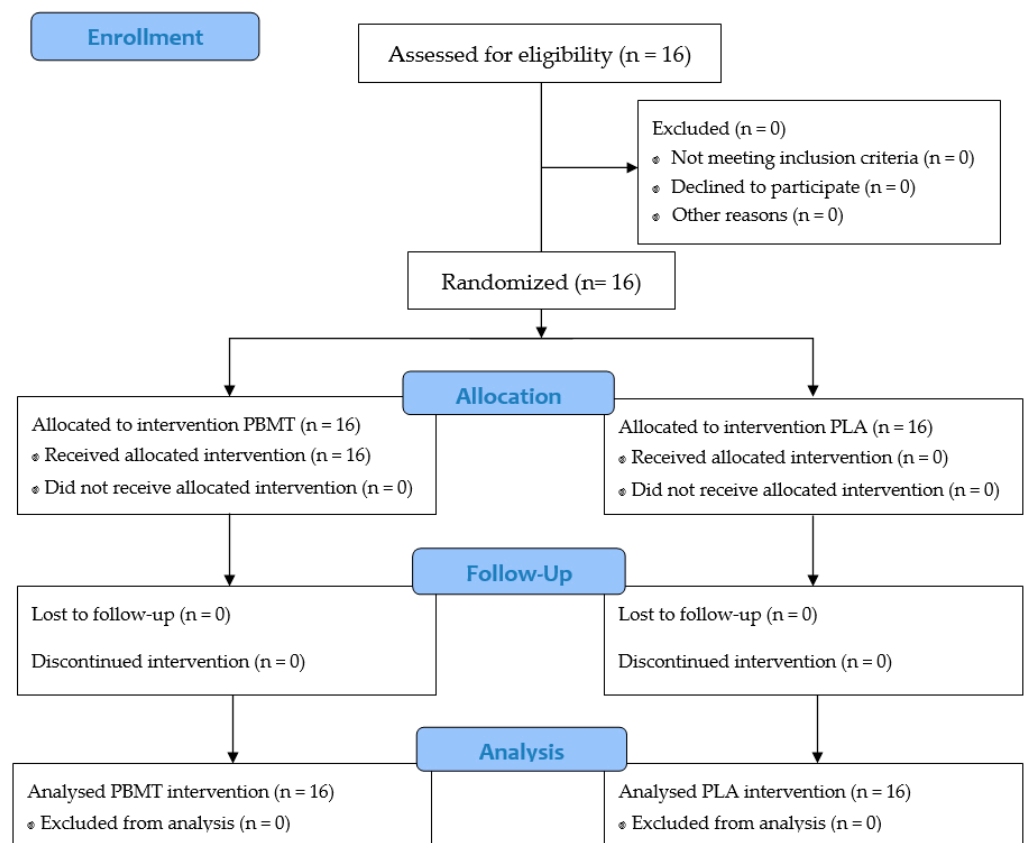 Enrollment
Assessed for eligibility (n = 16)
Excluded (n = 0)
Not meeting inclusion criteria (n = 0)
Declined to participate (n = 0)
Other reasons (n = 0)
Randomized (n= 16)
Allocation
Allocated to intervention PBMT (n = 16)
Received allocated intervention (n = 16)
Did not receive allocated intervention (n = 0)
Allocated to intervention PLA (n = 16)
Received allocated intervention (n = 0)
Did not receive allocated intervention (n = 0)
Follow-Up
Lost to follow-up (n = 0)
Discontinued intervention (n = 0)
Lost to follow-up (n = 0)
Discontinued intervention (n = 0)
Analysis
Analysed PBMT intervention (n = 16)
Excluded from analysis (n = 0)
Analysed PLA intervention (n = 16)
Excluded from analysis (n = 0)